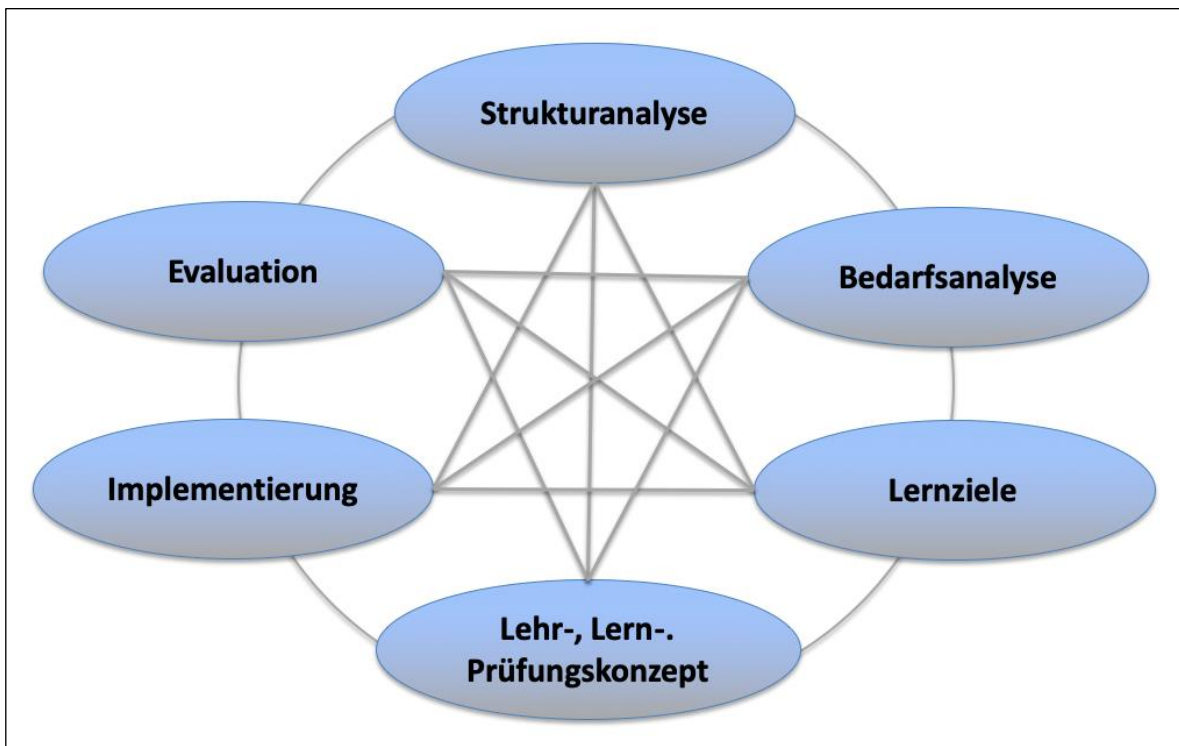 Strukturanalyse
Evaluation
Bedarfsanalyse
Implementierung
Lernziele
Lehr-, Lern-.
Prüfungskonzept